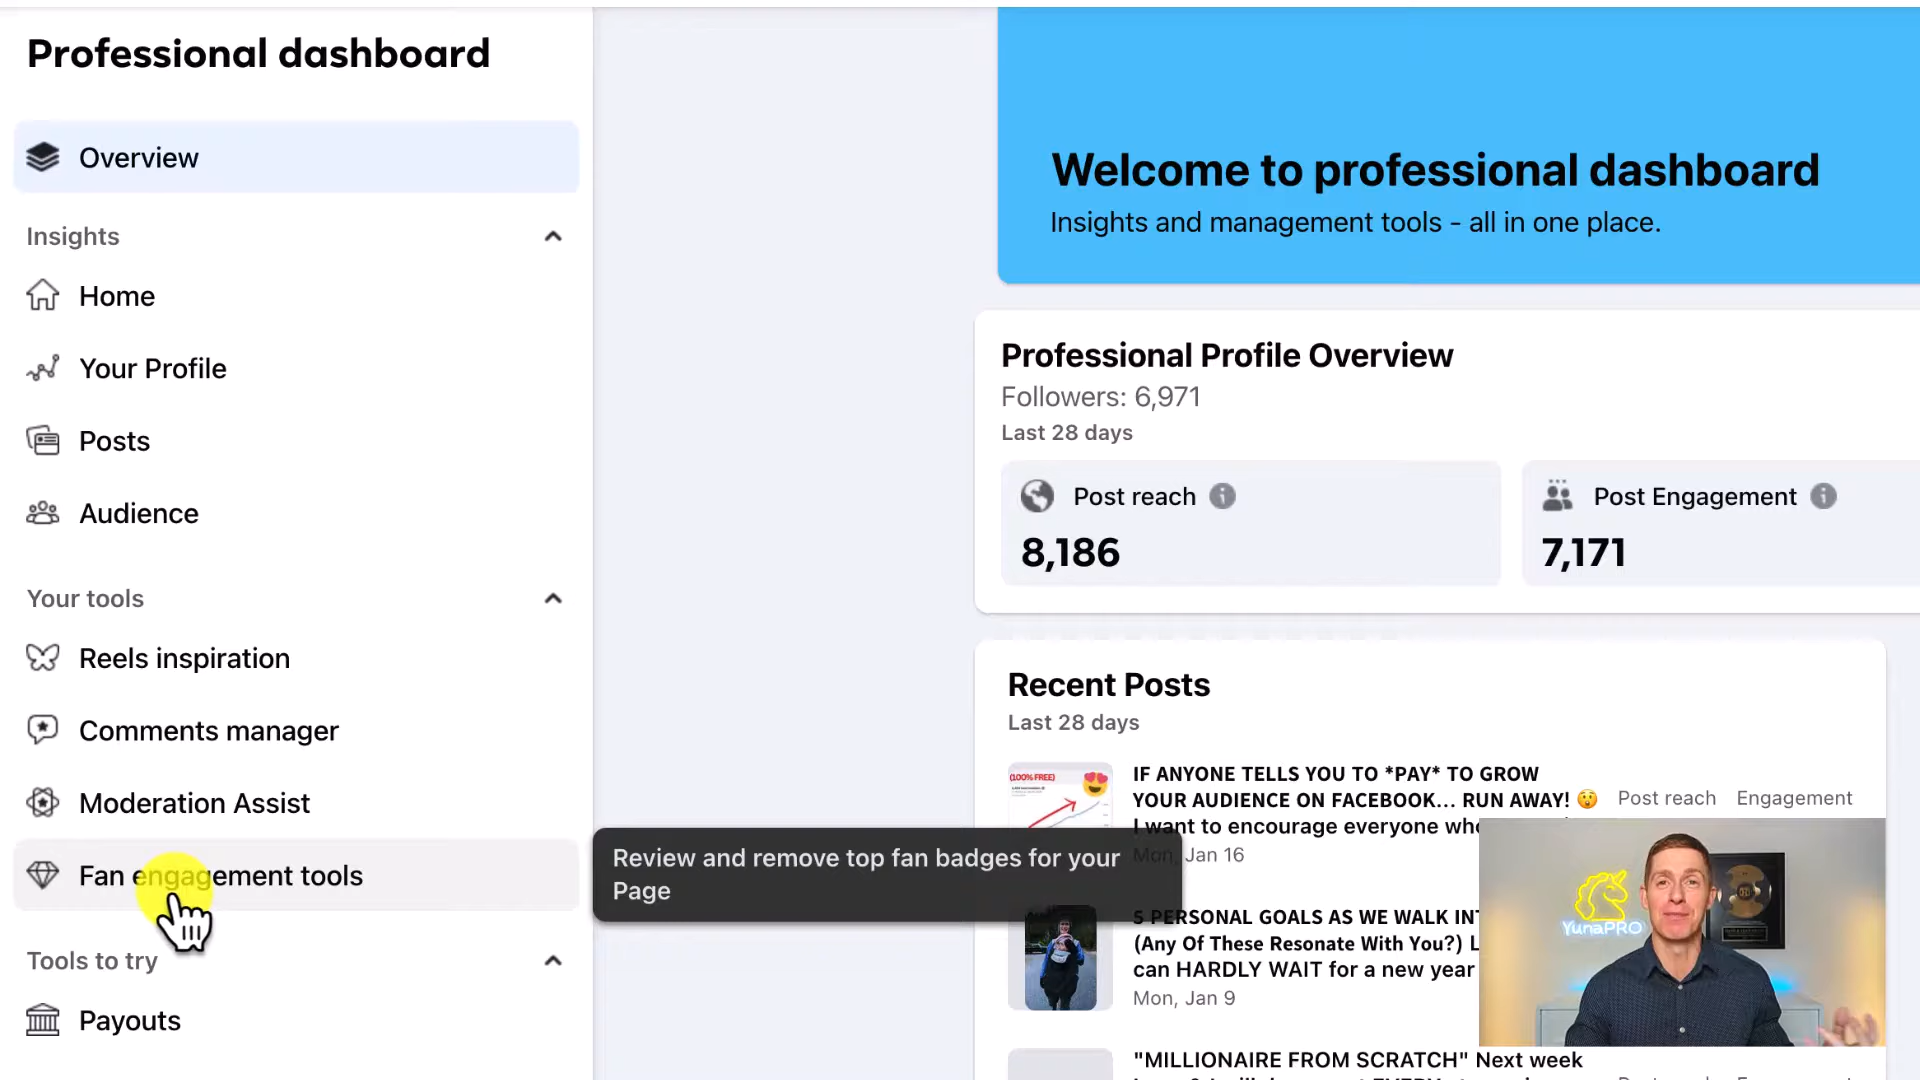 Professional dashboard
Overview
Insights
Home
Your Profile
Posts
Audience
Your tools
Reels inspiration
Comments manager
Moderation Assist
Fan engagement tools
Review and remove top fan badges for your
Page
Tools to try
Payouts
Welcome to professional dashboard
Insights and management tools - all in one place.
Professional Profile Overview
Followers: 6,971
Last 28 days
Post reach
8,186
Post Engagement
7,171
Recent Posts
Last 28 days
(100% FREE)
IF ANYONE TELLS YOU TO *PAY* TO GROW
YOUR AUDIENCE ON FACEBOOK... RUN AWAY! 😲
I want to encourage everyone who
Mon, Jan 16
Post reach Engagement
5 PERSONAL GOALS AS WE WALK
(Any Of These Resonate With You?)
can HARDLY WAIT for a new year
Mon, Jan 9
"MILLIONAIRE FROM SCRATCH" Next week
YunaPRO